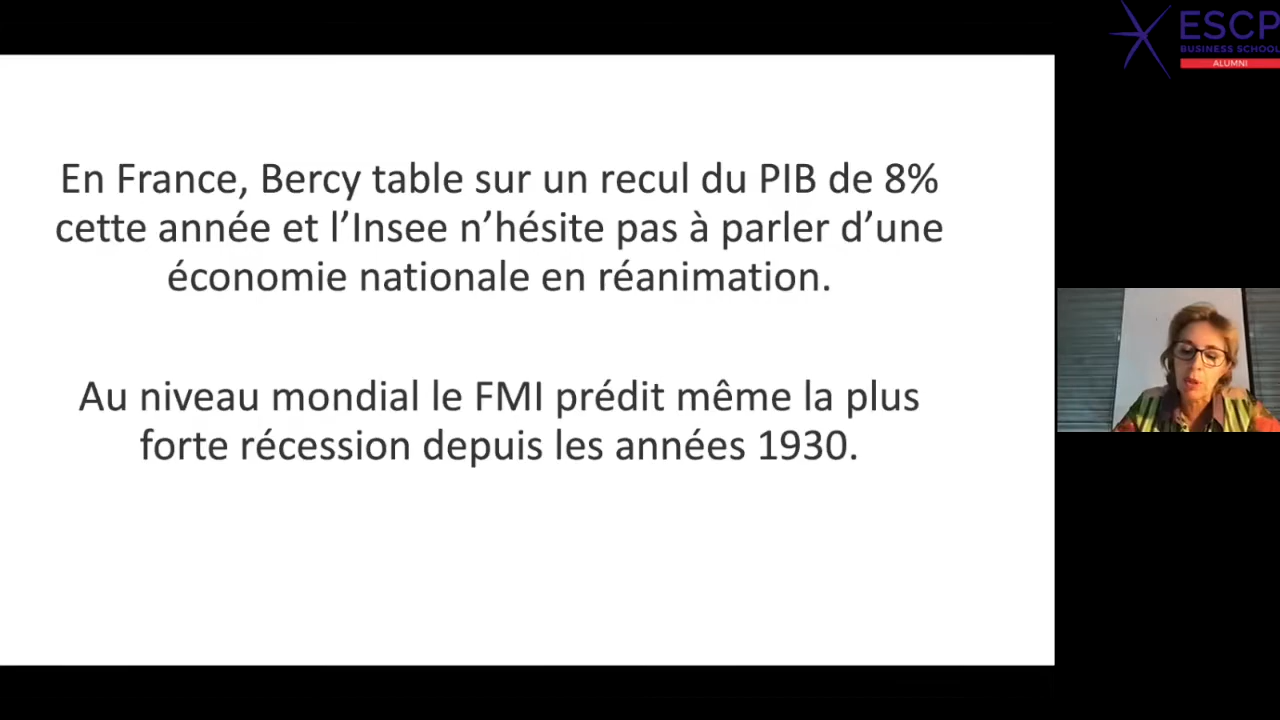 ESCP
BUSINESS SCHOOL
ALUMNI
En France, Bercy table sur un recul du PIB de 8%
cette année et l’Insee n’hésite pas à parler d’une
économie nationale en réanimation.
Au niveau mondial le FMI prédit même la plus
forte récession depuis les années 1930.